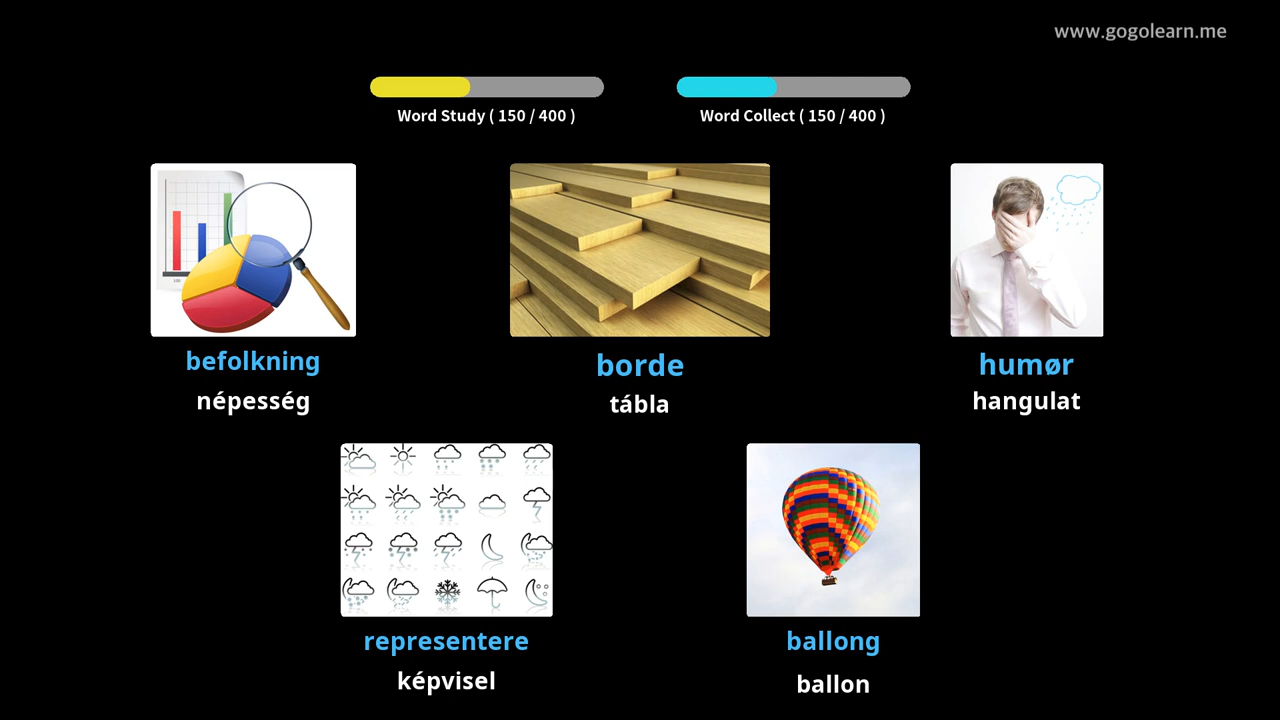 www.gogolearn.me
Word Study ( 150 / 400 )
Word Collect ( 150 / 400 )
befolkning
népesség
borde
tábla
humør
hangulat
representere
képvisel
ballong
ballon